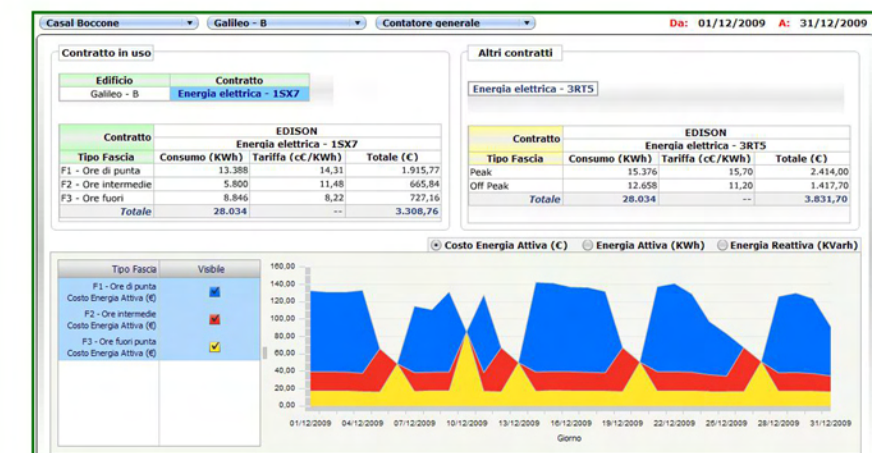 Casal Boccone Galileo - B Contatore generale Da: 01/12/2009 A: 31/12/2009
Contratto in uso
Edificio Contratto
Galileo - B Energia elettrica - 1SX7
Contratto EDISON
Energia elettrica - 1SX7
Tipo Fascia Consumo (KWh) Tariffa (c€/KWh) Totale (€)
F1 - Ore di punta 13.388 14,31 1.915,77
F2 - Ore intermedie 5.800 11,48 665,84
F3 - Ore fuori 8.846 8,22 727,16
Totale 28.034 -- 3.308,76
Altri contratti
Energia elettrica - 3RT5
Contratto EDISON
Energia elettrica - 3RT5
Tipo Fascia Consumo (KWh) Tariffa (c€/KWh) Totale (€)
Peak 15.376 15,70 2.414,00
Off Peak 12.658 11,20 1.417,70
Totale 28.034 -- 3.831,70
Costo Energia Attiva (€) Energia Attiva (KWh) Energia Reattiva (KVarh)
Tipo Fascia Visibile
F1 - Ore di punta
Costo Energia Attiva (€)
F2 - Ore intermedie
Costo Energia Attiva (€)
F3 - Ore fuori punta
Costo Energia Attiva (€)
160,00
140,00
120,00
100,00
80,00
60,00
40,00
20,00
0,00
01/12/2009 04/12/2009 07/12/2009 10/12/2009 13/12/2009 16/12/2009 19/12/2009 22/12/2009 25/12/2009 28/12/2009 31/12/2009
Giorno